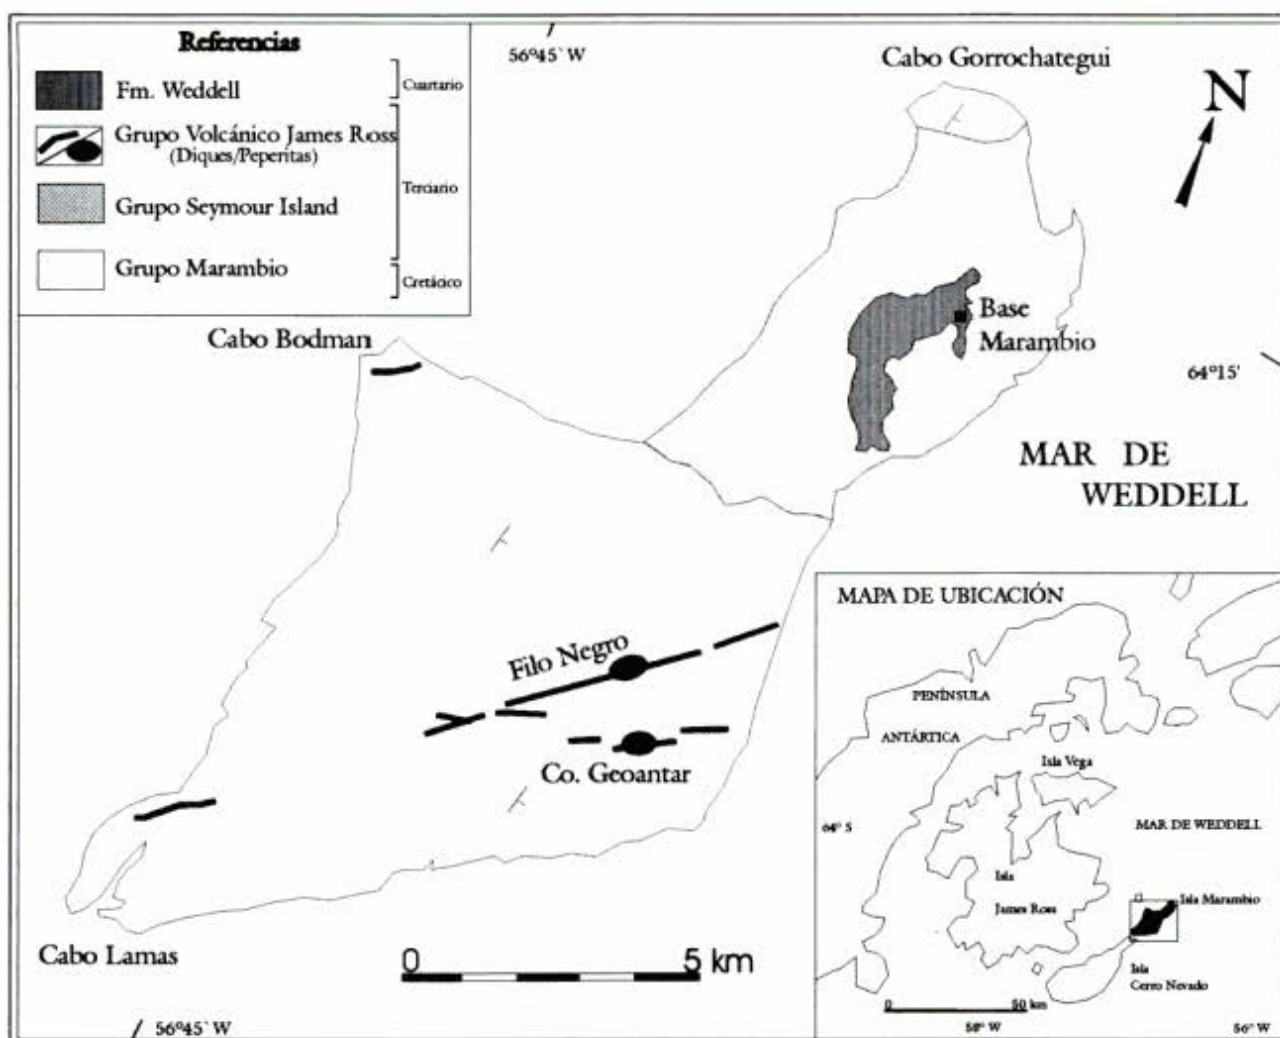 Referencias
Fm. Weddell
Cuartario
Grupo Volcánico James Ross
(Diques/Peperitas)
Terciario
Grupo Seymour Island
Grupo Marambio
Cretácico
56°45` W
Cabo Gorrochategui
N
Cabo Bodman
Base
Marambio
64°15'
MAR DE
WEDDELL
Filo Negro
Co. Geoantar
Cabo Lamas
0
5 km
56°45` W
MAPA DE UBICACIÓN
PENÍNSULA
ANTÁRTICA
Isla Vega
64° S
MAR DE WEDDELL
Isla
James Ross
Isla Marambio
Isla
Cerro Nevado
0
50 km
58° W
56° W